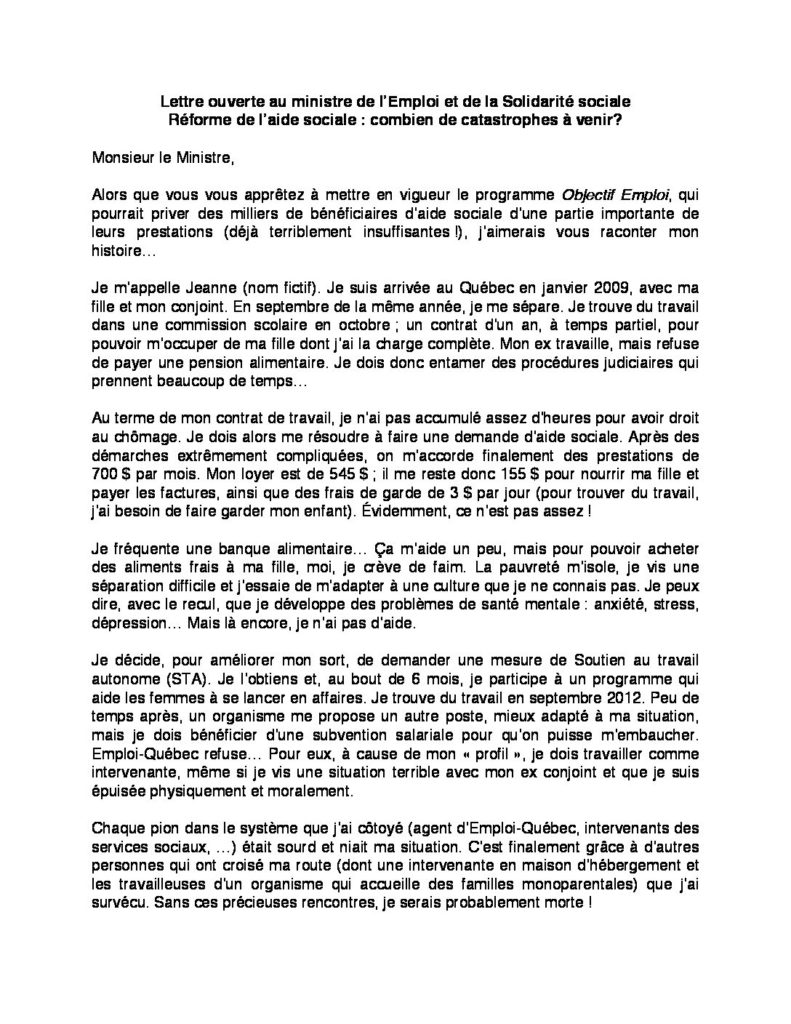 Lettre ouverte au ministre de l'Emploi et de la Solidarité sociale
Réforme de l'aide sociale : combien de catastrophes à venir?
Monsieur le Ministre,
Alors que vous vous apprêtez à mettre en vigueur le programme Objectif Emploi, qui
pourrait priver des milliers de bénéficiaires d'aide sociale d'une partie importante de
leurs prestations (déjà terriblement insuffisantes !), j'aimerais vous raconter mon
histoire…
Je m'appelle Jeanne (nom fictif). Je suis arrivée au Québec en janvier 2009, avec ma
fille et mon conjoint. En septembre de la même année, je me sépare. Je trouve du travail
dans une commission scolaire en octobre ; un contrat d'un an, à temps partiel, pour
pouvoir m'occuper de ma fille dont j'ai la charge complète. Mon ex travaille, mais refuse
de payer une pension alimentaire. Je dois donc entamer des procédures judiciaires qui
prennent beaucoup de temps…
Au terme de mon contrat de travail, je n'ai pas accumulé assez d'heures pour avoir droit
au chômage. Je dois alors me résoudre à faire une demande d'aide sociale. Après des
démarches extrêmement compliquées, on m'accorde finalement des prestations de
700 $ par mois. Mon loyer est de 545 $ ; il me reste donc 155 $ pour nourrir ma fille et
payer les factures, ainsi que des frais de garde de 3 $ par jour (pour trouver du travail,
j'ai besoin de faire garder mon enfant). Évidemment, ce n'est pas assez !
Je fréquente une banque alimentaire… Ça m'aide un peu, mais pour pouvoir acheter
des aliments frais à ma fille, moi, je crève de faim. La pauvreté m'isole, je vis une
séparation difficile et j'essaie de m'adapter à une culture que je ne connais pas. Je peux
dire, avec le recul, que je développe des problèmes de santé mentale : anxiété, stress,
dépression… Mais là encore, je n'ai pas d'aide.
Je décide, pour améliorer mon sort, de demander une mesure de Soutien au travail
autonome (STA). Je l'obtiens et, au bout de 6 mois, je participe à un programme qui
aide les femmes à se lancer en affaires. Je trouve du travail en septembre 2012. Peu de
temps après, un organisme me propose un autre poste, mieux adapté à ma situation,
mais je dois bénéficier d'une subvention salariale pour qu'on puisse m'embaucher.
Emploi-Québec refuse… Pour eux, à cause de mon « profil », je dois travailler comme
intervenante, même si je vis une situation terrible avec mon ex conjoint et que je suis
épuisée physiquement et moralement.
Chaque pion dans le système que j'ai côtoyé (agent d'Emploi-Québec, intervenants des
services sociaux, …) était sourd et niait ma situation. C'est finalement grâce à d'autres
personnes qui ont croisé ma route (dont une intervenante en maison d'hébergement et
les travailleuses d'un organisme qui accueille des familles monoparentales) que j'ai
survécu. Sans ces précieuses rencontres, je serais probablement morte !